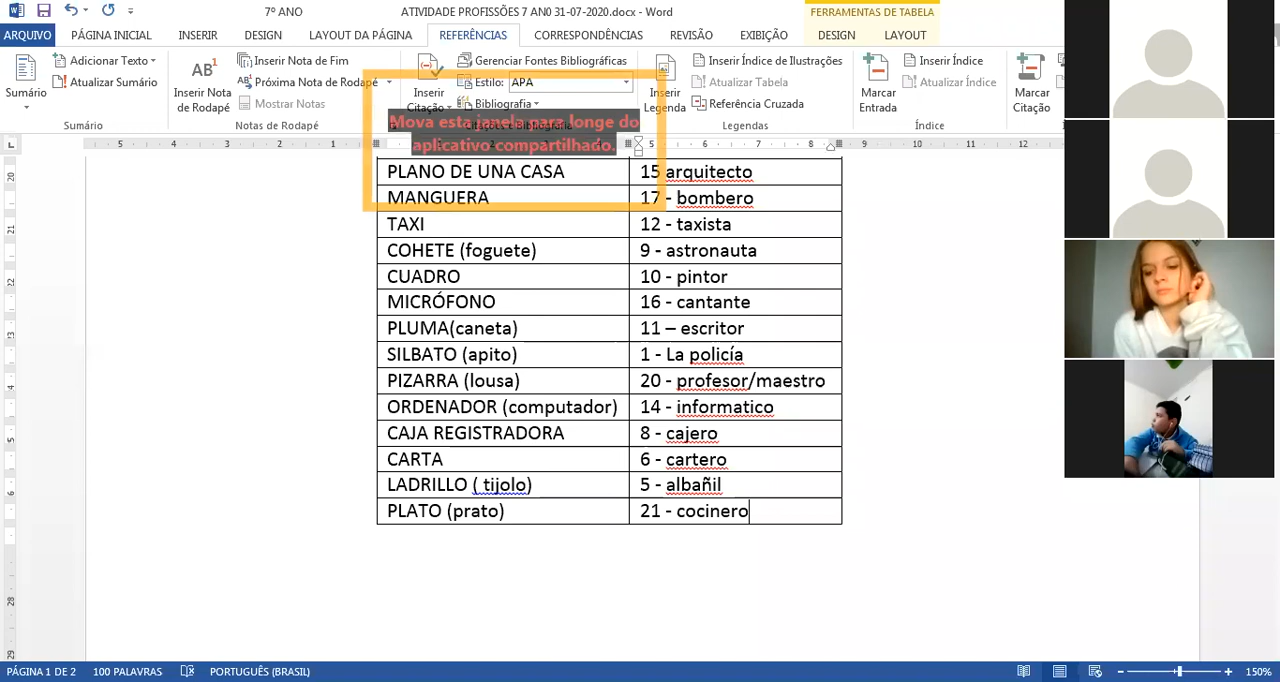 7º ANO
ATIVIDADE PROFISSÕES 7 AN0 31-07-2020.docx - Word
FERRAMENTAS DE TABELA
ARQUIVO PÁGINA INICIAL INSERIR DESIGN LAYOUT DA PÁGINA REFERÊNCIAS CORRESPONDÊNCIAS REVISÃO EXIBIÇÃO DESIGN LAYOUT
Sumário
Adicionar Texto
Atualizar Sumário
Sumário
AB¹
Inserir Nota de Rodapé
Inserir Nota de Fim
Próxima Nota de Rodapé
Mostrar Notas
Notas de Rodapé
Inserir Citação
Gerenciar Fontes Bibliográficas
Estilo: APA
Bibliografia
Inserir Legenda
Inserir Índice de Ilustrações
Atualizar Tabela
Referência Cruzada
Legendas
Marcar Entrada
Inserir Índice
Atualizar Índice
Índice
Marcar Citação
Mova esta janela para longe do
aplicativo compartilhado.
PLANO DE UNA CASA 15 arquitecto
MANGUERA 17 - bombero
TAXI 12 - taxista
COHETE (foguete) 9 - astronauta
CUADRO 10 - pintor
MICRÓFONO 16 - cantante
PLUMA(caneta) 11 – escritor
SILBATO (apito) 1 - La policía
PIZARRA (lousa) 20 - profesor/maestro
ORDENADOR (computador) 14 - informatico
CAJA REGISTRADORA 8 - cajero
CARTA 6 - cartero
LADRILLO ( tijolo) 5 - albañil
PLATO (prato) 21 - cocinero
PÁGINA 1 DE 2 100 PALAVRAS PORTUGUÊS (BRASIL) 150%